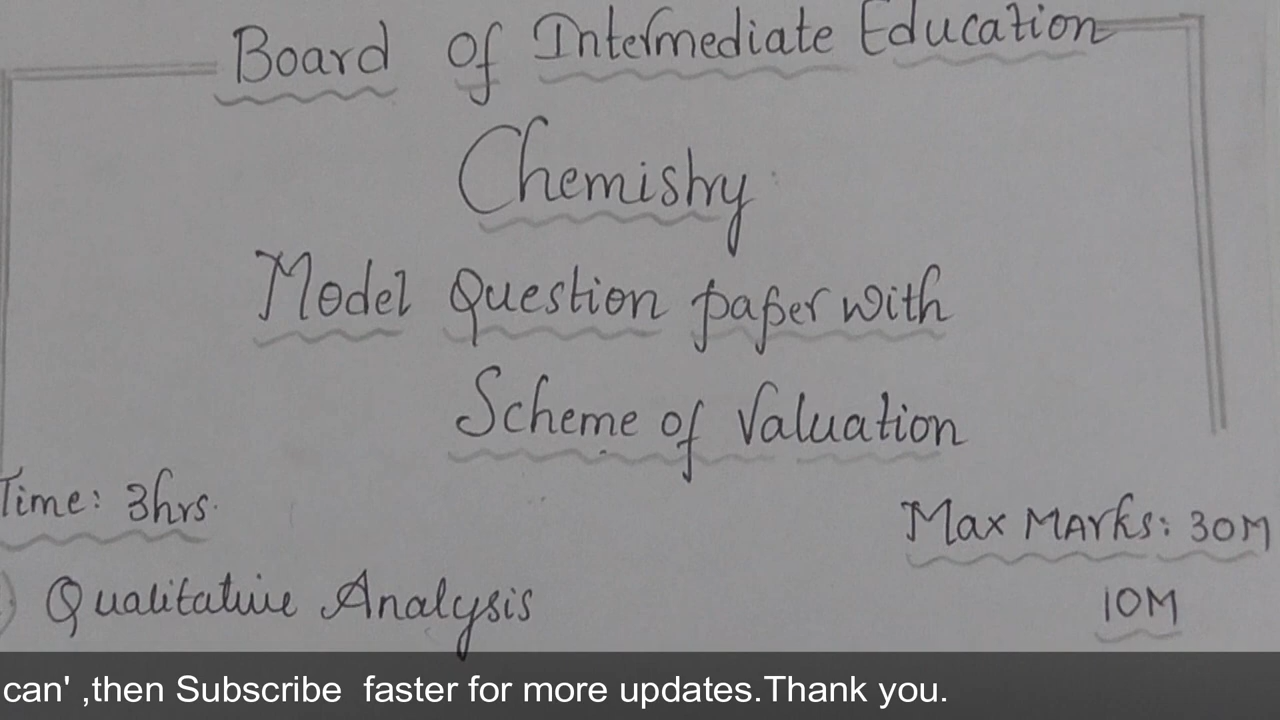 Board of Intermediate Education
Chemistry
Model Question paper with
Scheme of Valuation
Time: 3hrs.
Max MARKs: 30M
) Qualitative Analysis
10M
can' ,then Subscribe  faster for more updates.Thank you.